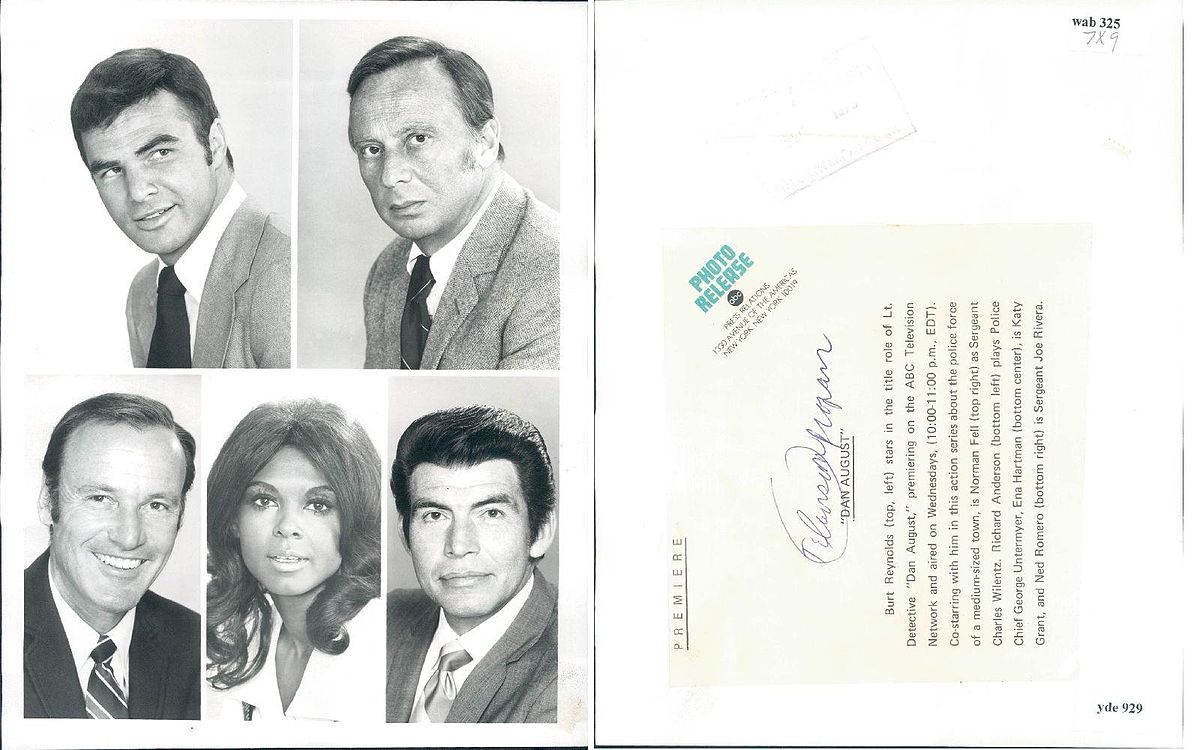 wab 325
7x9
PHOTO
RELEASE
abc
PRESS RELATIONS
1330 AVENUE OF THE AMERICAS
NEW YORK, NEW YORK 10019
PREMIERE
"DAN AUGUST"
Burt Reynolds (top, left) stars in the title role of Lt.
Detective "Dan August," premiering on the ABC Television
Network and aired on Wednesdays, (10:00-11:00 p.m., EDT).
Co-starring with him in this action series about the police force
of a medium-sized town, is Norman Fell (top right) as Sergeant
Charles Wilentz. Richard Anderson (bottom left) plays Police
Chief George Untermyer, Ena Hartman (bottom center), is Katy
Grant, and Ned Romero (bottom right) is Sergeant Joe Rivera.
yde 929